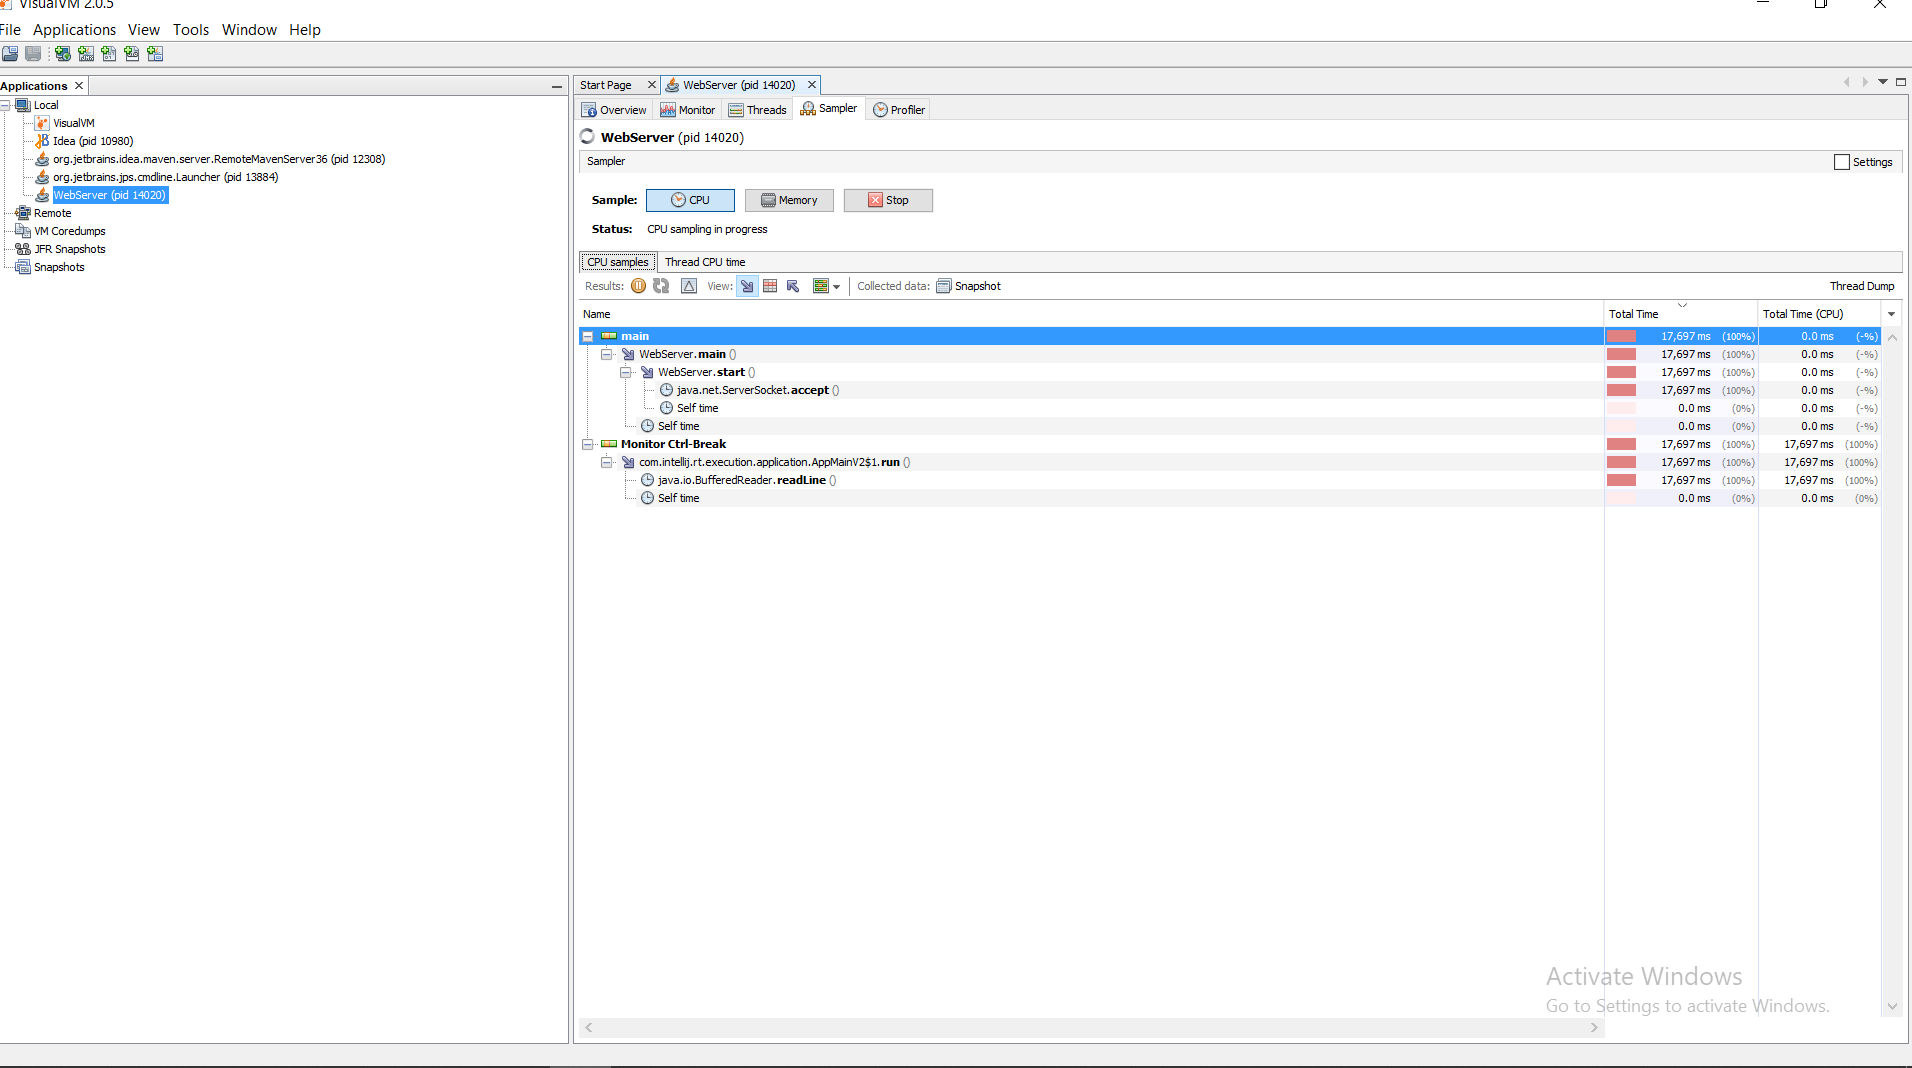 VisualVM 2.0.5
File Applications View Tools Window Help
Applications
Local
VisualVM
Idea (pid 10980)
org.jetbrains.idea.maven.server.RemoteMavenServer36 (pid 12308)
org.jetbrains.jps.cmdline.Launcher (pid 13884)
WebServer (pid 14020)
Remote
VM Coredumps
JFR Snapshots
Snapshots
Start Page WebServer (pid 14020)
Overview Monitor Threads Sampler Profiler
WebServer (pid 14020)
Sampler Settings
Sample: CPU Memory Stop
Status: CPU sampling in progress
CPU samples Thread CPU time
Results: View: Collected data: Snapshot Thread Dump
Name Total Time Total Time (CPU)
main 17,697 ms (100%) 0.0 ms (-%)
WebServer.main () 17,697 ms (100%) 0.0 ms (-%)
WebServer.start () 17,697 ms (100%) 0.0 ms (-%)
java.net.ServerSocket.accept () 17,697 ms (100%) 0.0 ms (-%)
Self time 0.0 ms (0%) 0.0 ms (-%)
Self time 0.0 ms (0%) 0.0 ms (-%)
Monitor Ctrl-Break 17,697 ms (100%) 17,697 ms (100%)
com.intellij.rt.execution.application.AppMainV2$1.run () 17,697 ms (100%) 17,697 ms (100%)
java.io.BufferedReader.readLine () 17,697 ms (100%) 17,697 ms (100%)
Self time 0.0 ms (0%) 0.0 ms (0%)
Activate Windows
Go to Settings to activate Windows.